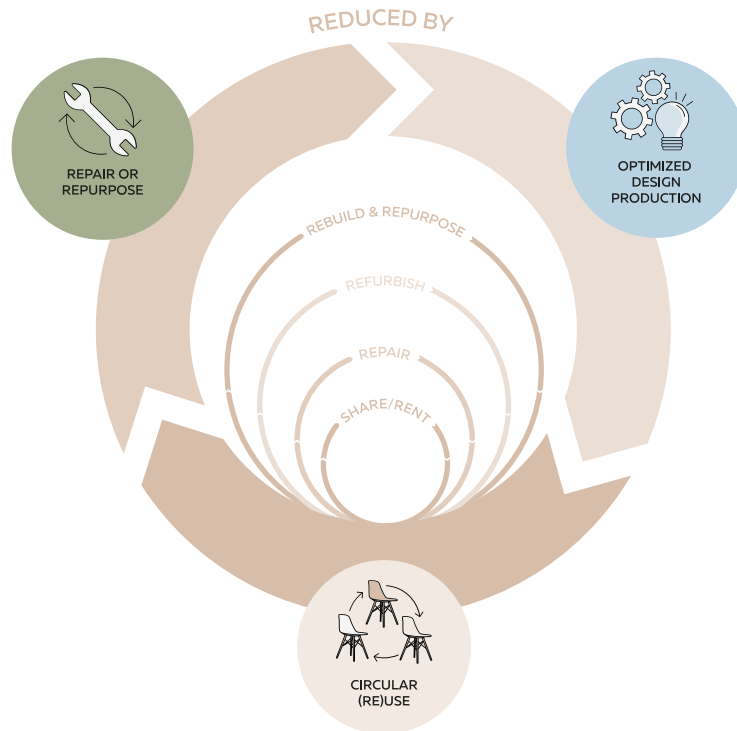 REDUCED BY
REPAIR OR
REPURPOSE
OPTIMIZED
DESIGN
PRODUCTION
REBUILD & REPURPOSE
REFURBISH
REPAIR
SHARE/RENT
CIRCULAR
(RE)USE